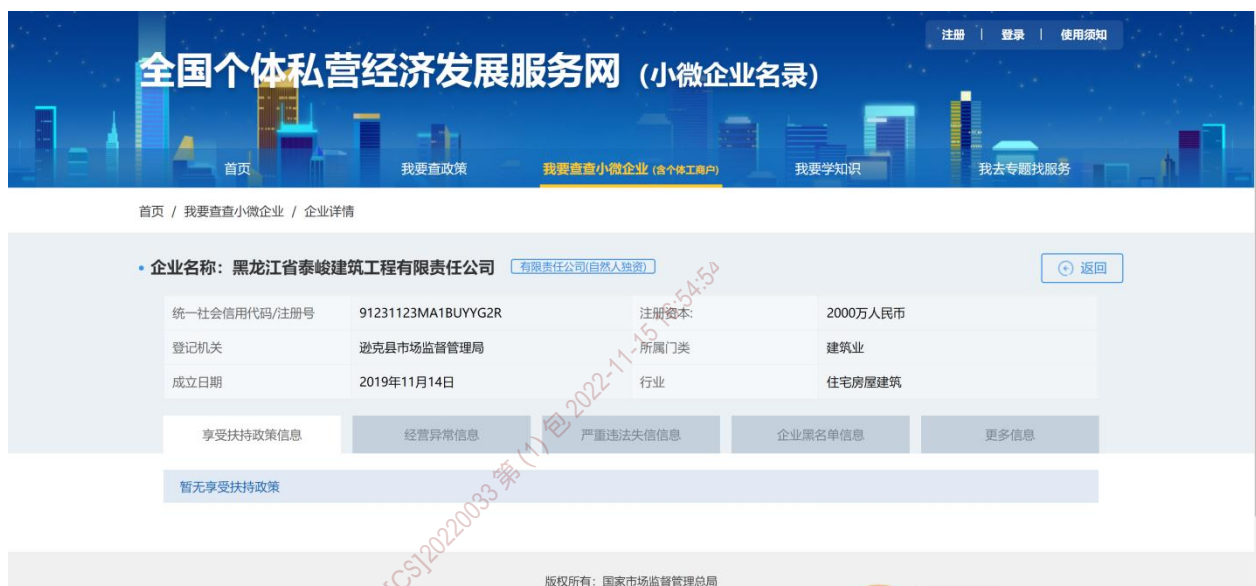 注册 | 登录 | 使用须知
全国个体私营经济发展服务网 (小微企业名录)
首页 我要查政策 我要查查小微企业 (含个体工商户) 我要学知识 我去专题找服务
首页 / 我要查查小微企业 / 企业详情
• 企业名称：黑龙江省泰峻建筑工程有限责任公司 有限责任公司(自然人独资) 返回
统一社会信用代码/注册号 91231123MA1BUYYG2R 注册资本: 2000万人民币
登记机关 逊克县市场监督管理局 所属门类 建筑业
成立日期 2019年11月14日 行业 住宅房屋建筑
享受扶持政策信息 经营异常信息 严重违法失信信息 企业黑名单信息 更多信息
暂无享受扶持政策
[CS]20220033 第 (1) 包 2022-11-15 16:54:54
版权所有：国家市场监督管理总局